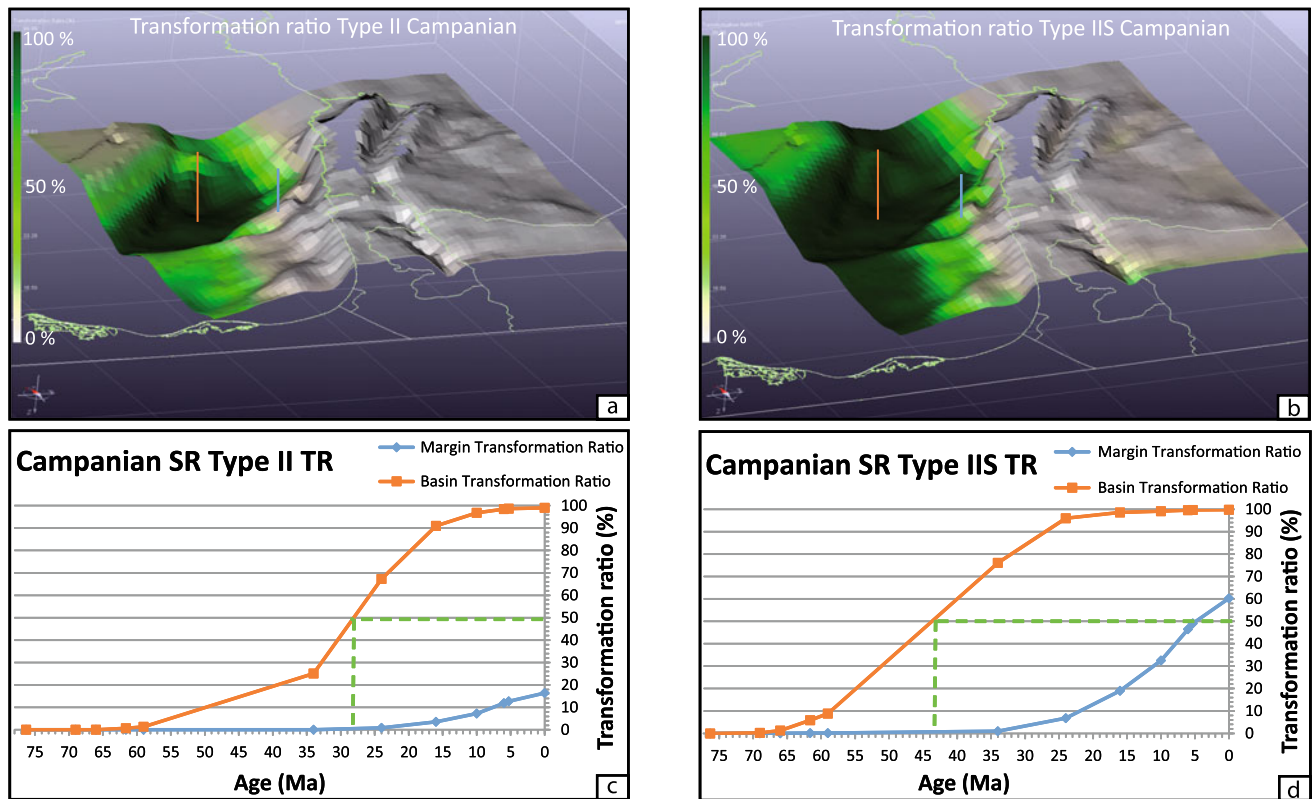 Transformation ratio Type II Campanian
100 %
50 %
0 %
a
Transformation ratio Type IIS Campanian
100 %
50 %
0 %
b
Campanian SR Type II TR
Margin Transformation Ratio
Basin Transformation Ratio
100
90
80
70
60
50
40
30
20
10
0
Transformation ratio (%)
75 70 65 60 55 50 45 40 35 30 25 20 15 10 5 0
Age (Ma)
c
Campanian SR Type IIS TR
Margin Transformation Ratio
Basin Transformation Ratio
100
90
80
70
60
50
40
30
20
10
0
Transformation ratio (%)
75 70 65 60 55 50 45 40 35 30 25 20 15 10 5 0
Age (Ma)
d